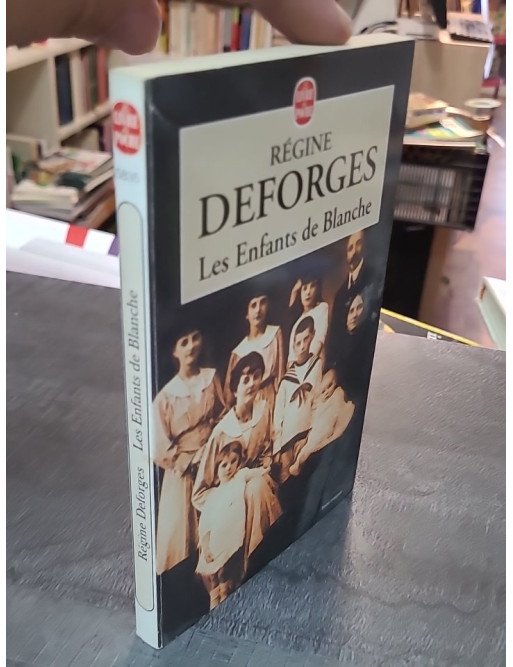 RÉGINE
DEFORGES
Les Enfants de Blanche
Régine Deforges Les Enfants de Blanche